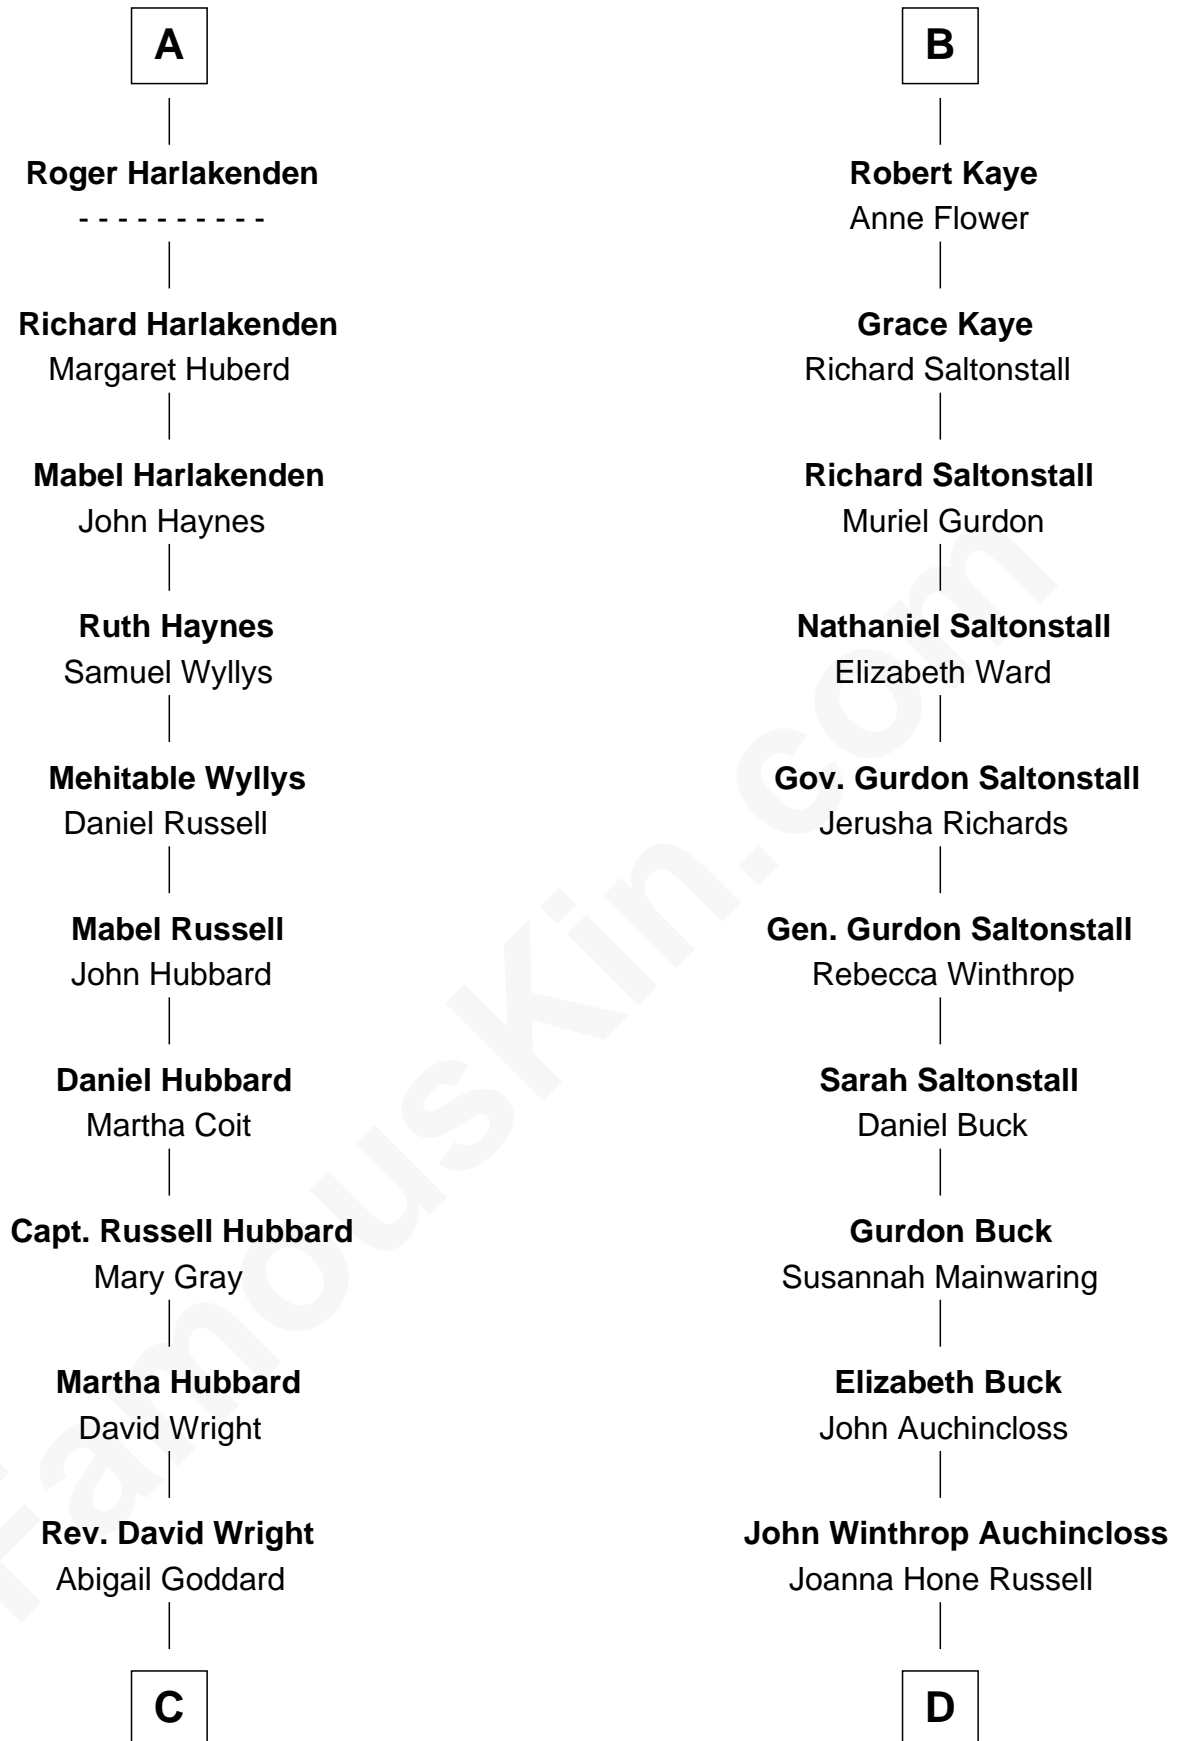 A
Roger Harlakenden
- - - - - - - - - -
Richard Harlakenden
Margaret Huberd
Mabel Harlakenden
John Haynes
Ruth Haynes
Samuel Wyllys
Mehitable Wyllys
Daniel Russell
Mabel Russell
John Hubbard
Daniel Hubbard
Martha Coit
Capt. Russell Hubbard
Mary Gray
Martha Hubbard
David Wright
Rev. David Wright
Abigail Goddard
C
B
Robert Kaye
Anne Flower
Grace Kaye
Richard Saltonstall
Richard Saltonstall
Muriel Gurdon
Nathaniel Saltonstall
Elizabeth Ward
Gov. Gurdon Saltonstall
Jerusha Richards
Gen. Gurdon Saltonstall
Rebecca Winthrop
Sarah Saltonstall
Daniel Buck
Gurdon Buck
Susannah Mainwaring
Elizabeth Buck
John Auchincloss
John Winthrop Auchincloss
Joanna Hone Russell
D
FamousKin.com